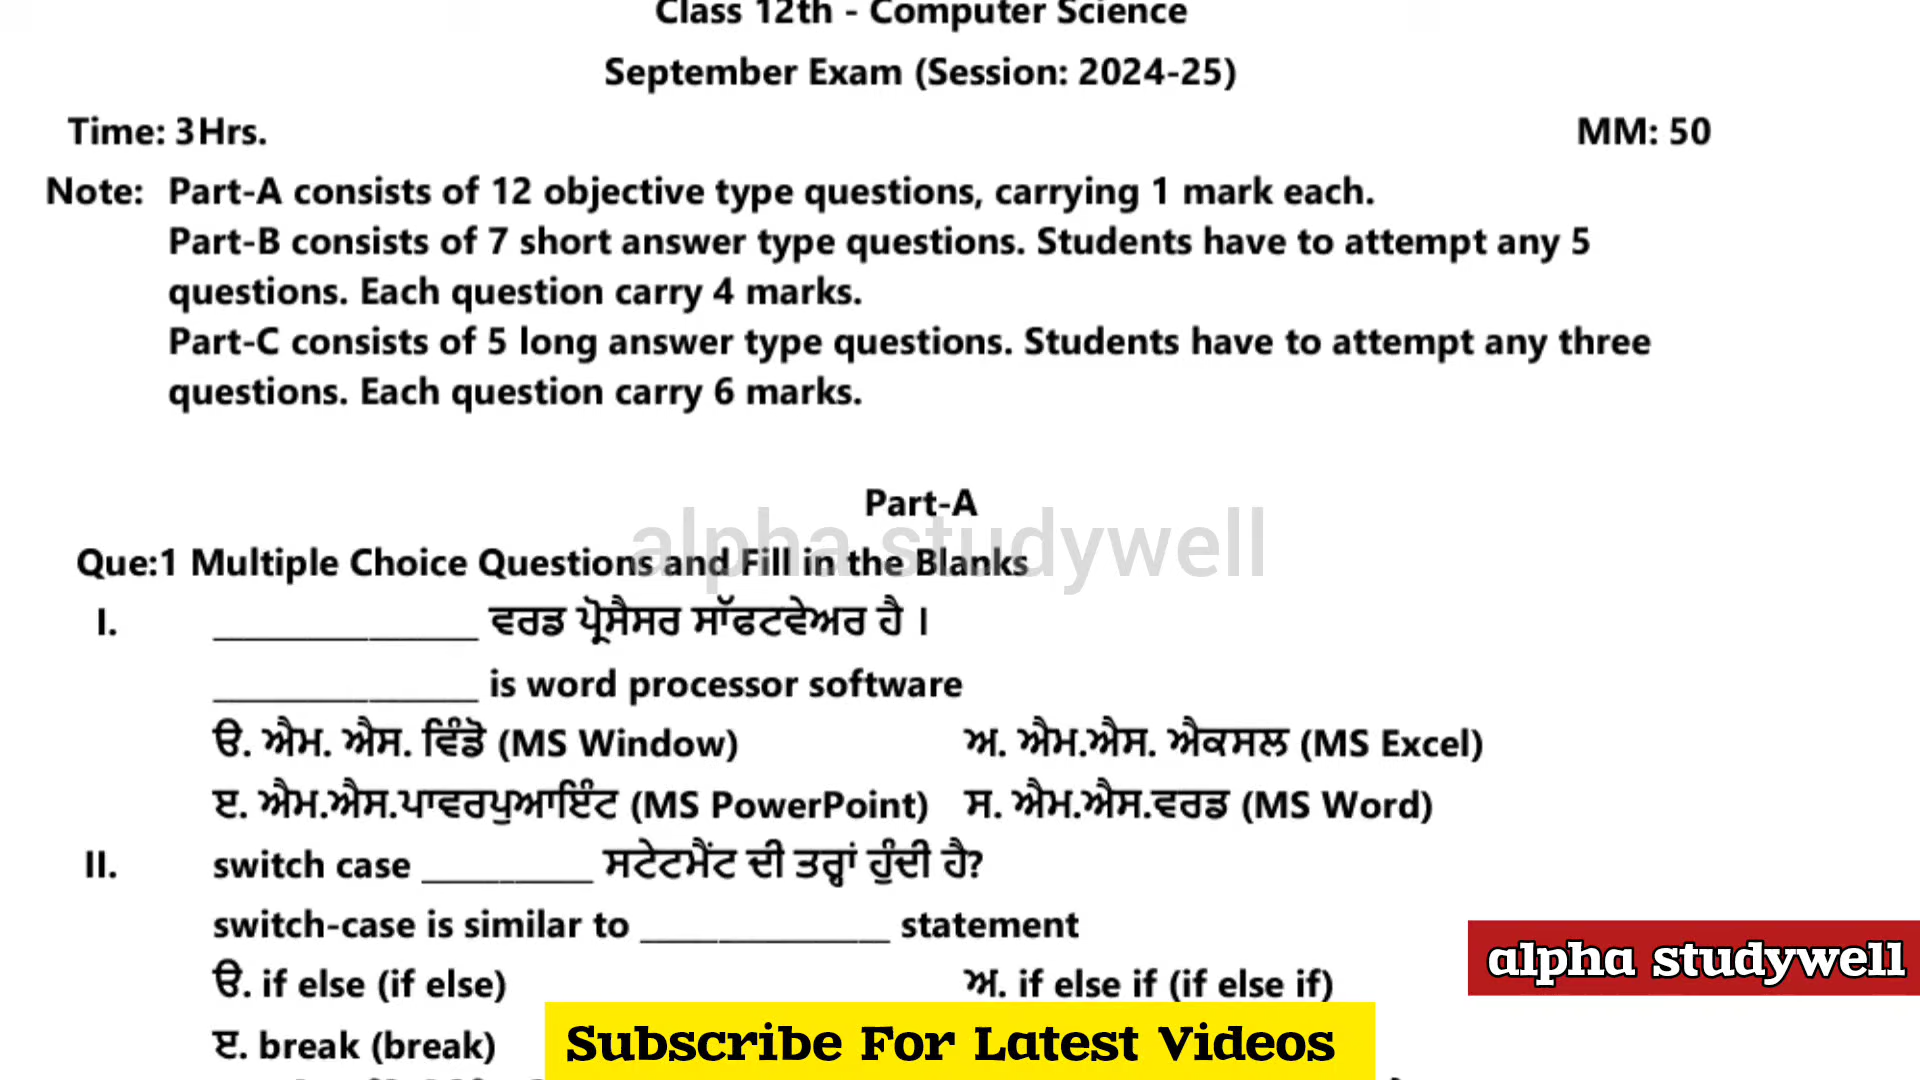 Class 12th - Computer Science
September Exam (Session: 2024-25)
Time: 3Hrs. MM: 50
Note: Part-A consists of 12 objective type questions, carrying 1 mark each.
Part-B consists of 7 short answer type questions. Students have to attempt any 5
questions. Each question carry 4 marks.
Part-C consists of 5 long answer type questions. Students have to attempt any three
questions. Each question carry 6 marks.
Part-A
alpha studywell
Que:1 Multiple Choice Questions and Fill in the Blanks
I. _______________ ਵਰਡ ਪ੍ਰੋਸੈਸਰ ਸਾੱਫਟਵੇਅਰ ਹੈ ।
_______________ is word processor software
ੳ. ਐਮ. ਐਸ. ਵਿੰਡੋ (MS Window) ਅ. ਐਮ.ਐਸ. ਐਕਸਲ (MS Excel)
ੲ. ਐਮ.ਐਸ.ਪਾਵਰਪੁਆਇੰਟ (MS PowerPoint) ਸ. ਐਮ.ਐਸ.ਵਰਡ (MS Word)
II. switch case __________ ਸਟੇਟਮੈਂਟ ਦੀ ਤਰ੍ਹਾਂ ਹੁੰਦੀ ਹੈ?
switch-case is similar to ______________ statement
alpha studywell
ੳ. if else (if else) ਅ. if else if (if else if)
ੲ. break (break)
Subscribe For Latest Videos